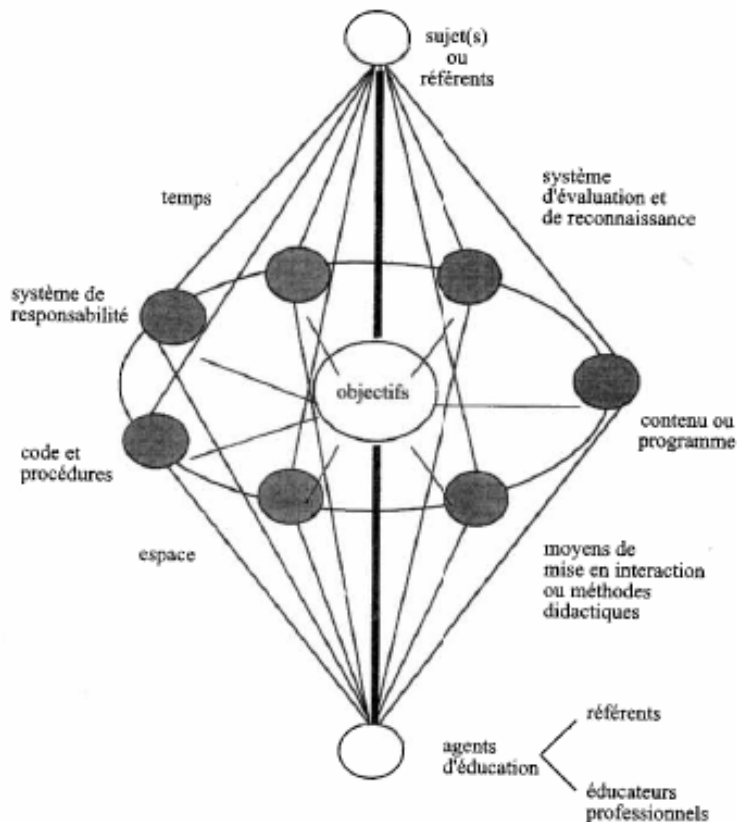 sujet(s)
ou
référents
temps
système
d'évaluation et
de reconnaissance
système de
responsabilité
objectifs
contenu ou
programme
code et
procédures
espace
moyens de
mise en interaction
ou méthodes
didactiques
référents
agents
d'éducation
éducateurs
professionnels